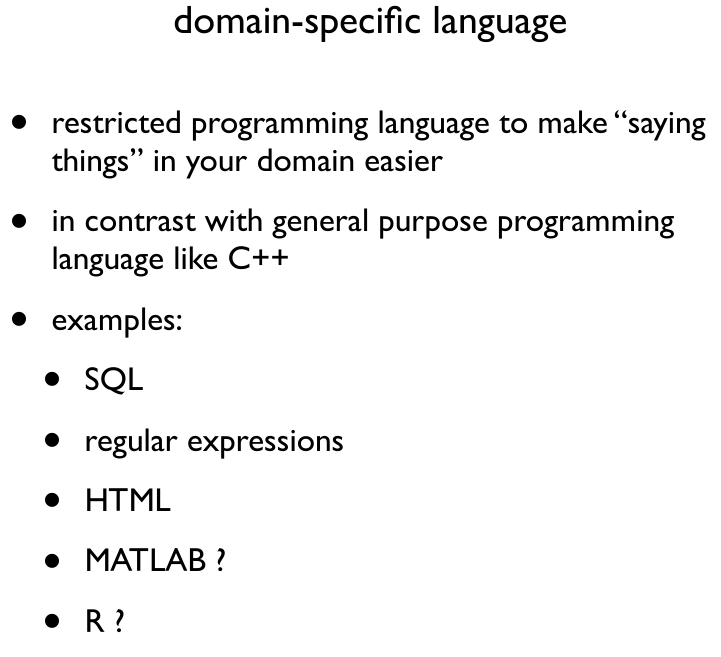 domain-specific language
• restricted programming language to make “saying
things” in your domain easier
• in contrast with general purpose programming
language like C++
• examples:
• SQL
• regular expressions
• HTML
• MATLAB ?
• R ?